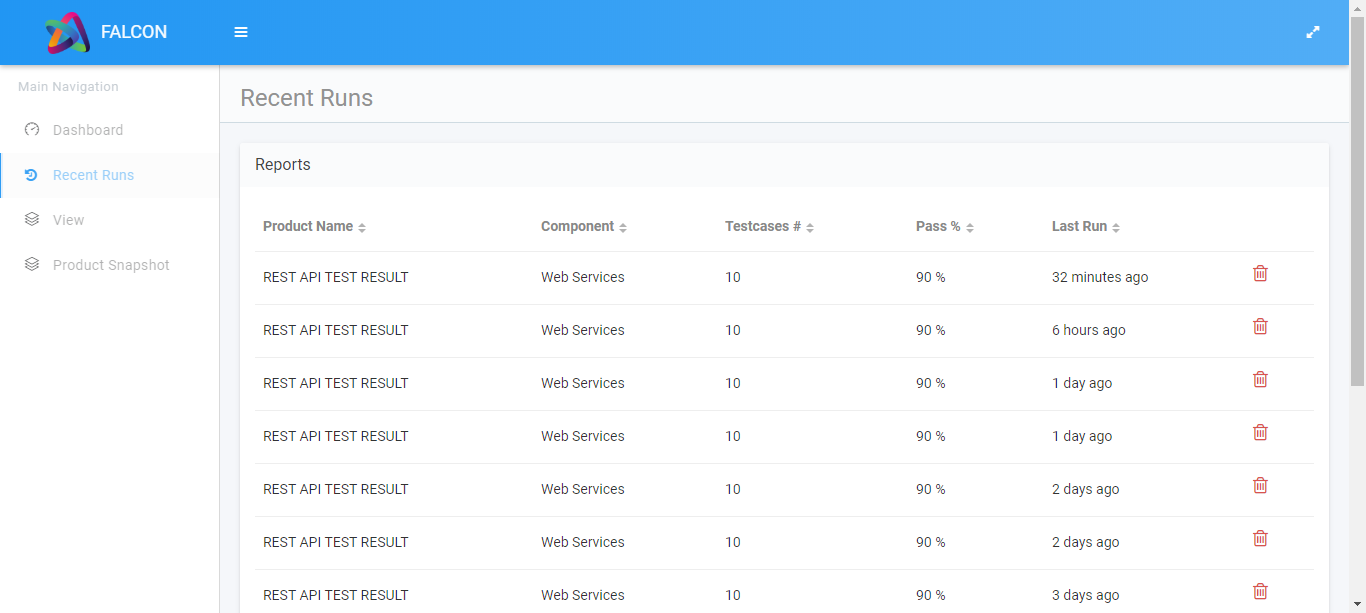 FALCON
Main Navigation
Dashboard
Recent Runs
View
Product Snapshot
Recent Runs
Reports
Product Name Component Testcases # Pass % Last Run
REST API TEST RESULT Web Services 10 90 % 32 minutes ago
REST API TEST RESULT Web Services 10 90 % 6 hours ago
REST API TEST RESULT Web Services 10 90 % 1 day ago
REST API TEST RESULT Web Services 10 90 % 1 day ago
REST API TEST RESULT Web Services 10 90 % 2 days ago
REST API TEST RESULT Web Services 10 90 % 2 days ago
REST API TEST RESULT Web Services 10 90 % 3 days ago